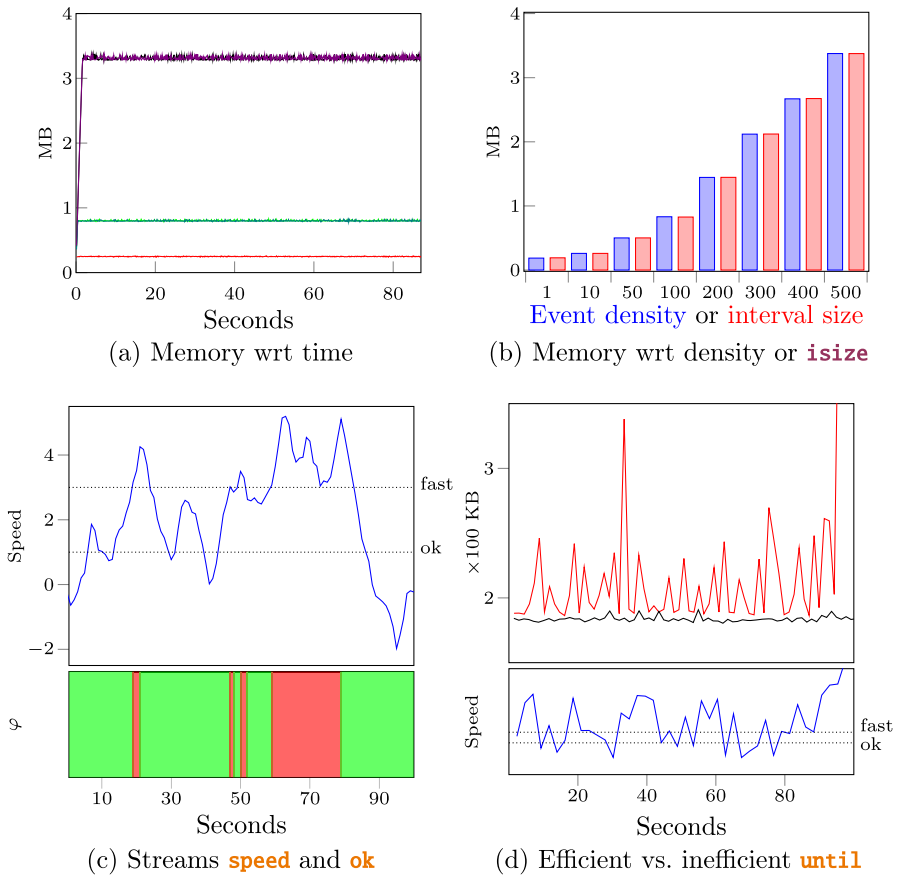 4
3
2
1
0
MB
0 20 40 60 80
Seconds
(a) Memory wrt time
4
3
2
1
0
MB
1 10 50 100 200 300 400 500
Event density or interval size
(b) Memory wrt density or isize
4
2
0
−2
Speed
fast
ok
φ
10 30 50 70 90
Seconds
(c) Streams speed and ok
3
2
×100 KB
Speed
fast
ok
20 40 60 80
Seconds
(d) Efficient vs. inefficient until